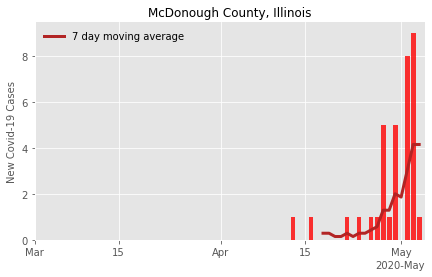 McDonough County, Illinois
7 day moving average
New Covid-19 Cases
8
6
4
2
0
Mar 15 Apr 15 May
2020-May